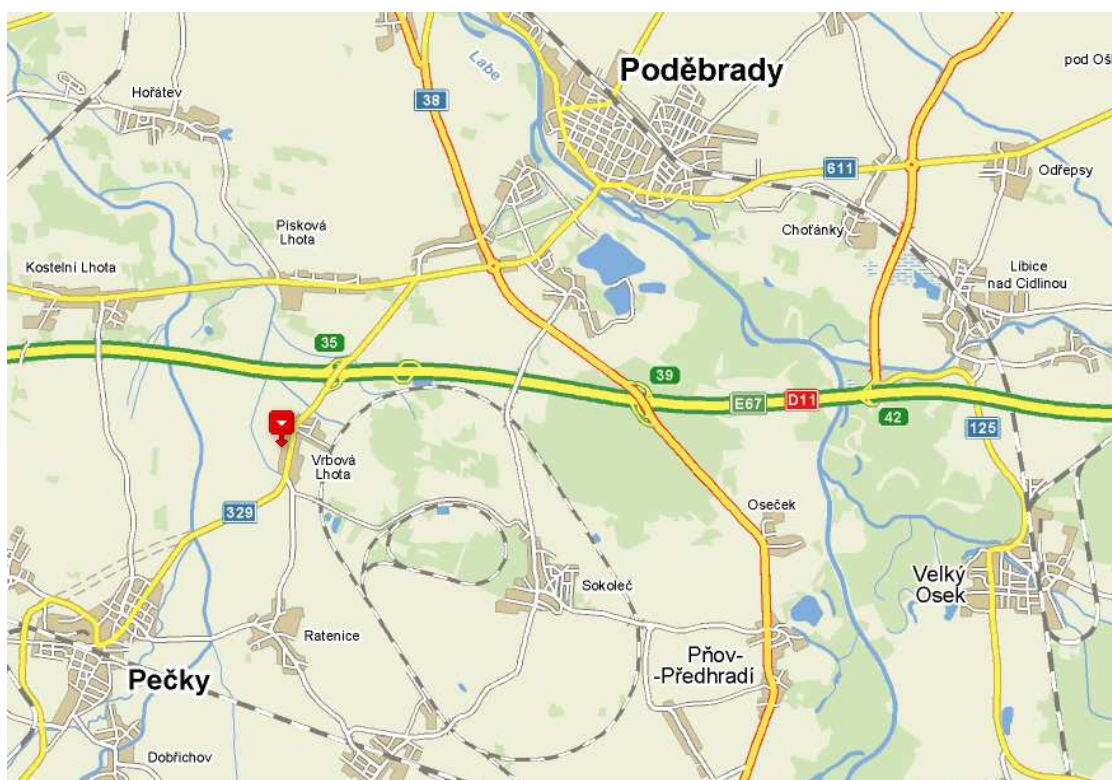 Labe
Poděbrady
pod Oš
Hořátev
38
611
Odřepsy
Písková
Lhota
Choťánky
Kostelní Lhota
Libice
nad Cidlinou
35
39
E67
D11
42
125
Vrbová
Lhota
329
Oseček
Sokoleč
Velký
Osek
Ratenice
Pňov-
-Předhradí
Pečky
Dobřichov